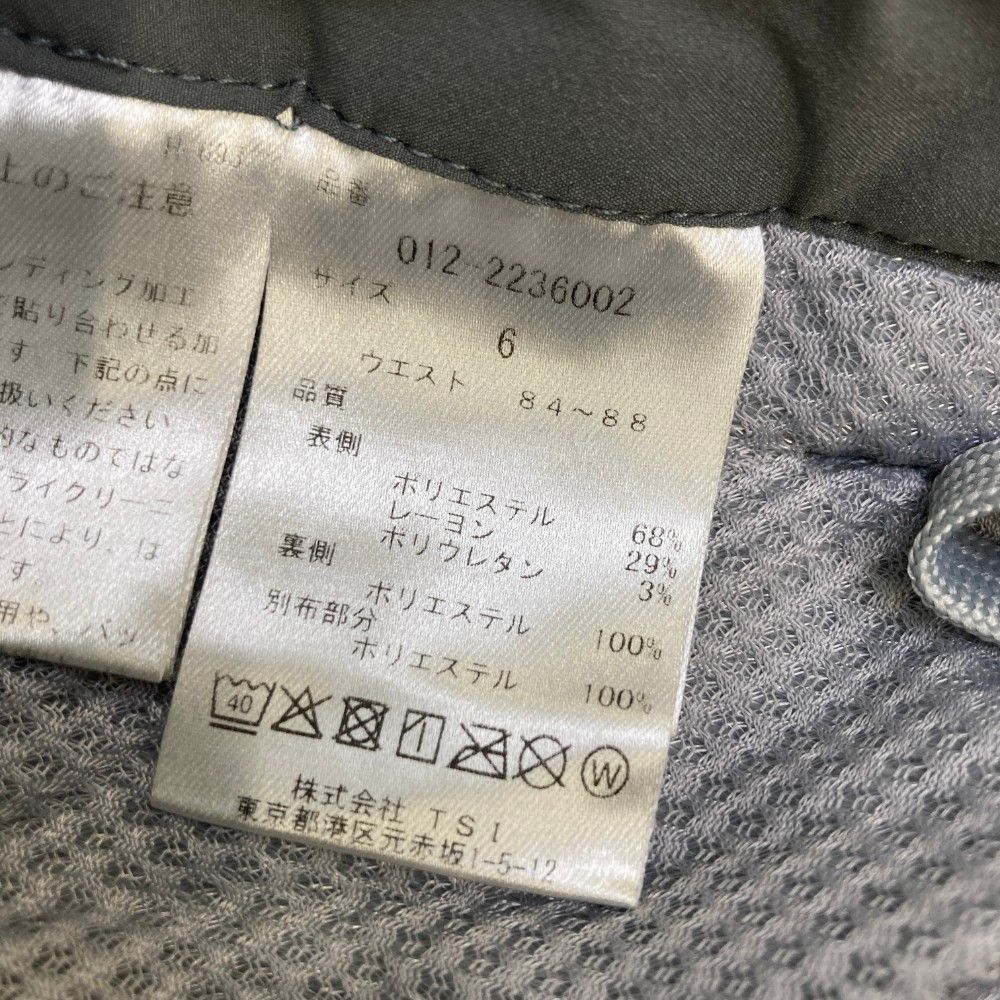 上のご注意
ンディング加工
と貼り合わせる加
す 下記の点に
扱いください
的なものではな
ライクリーニ
とにより、は
す
用や、バッ
品番
012-2236002
サイズ
6
ウエスト 84～88
品質
表側
ポリエステル 68%
レーヨン 29%
ポリウレタン 3%
裏側
ポリエステル 100%
別布部分
ポリエステル 100%
40
W
株式会社 TSI
東京都港区元赤坂1-5-12